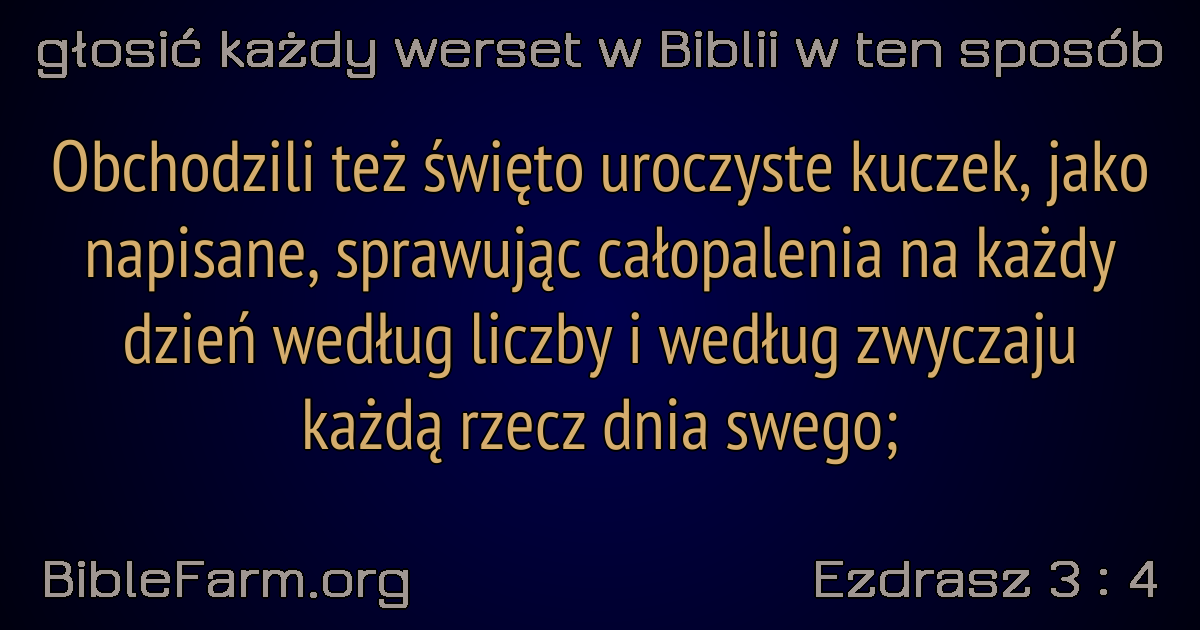 głosić każdy werset w Biblii w ten sposób
Obchodzili też święto uroczyste kuczek, jako
napisane, sprawując całopalenia na każdy
dzień według liczby i według zwyczaju
każdą rzecz dnia swego;
BibleFarm.org
Ezdrasz 3 : 4